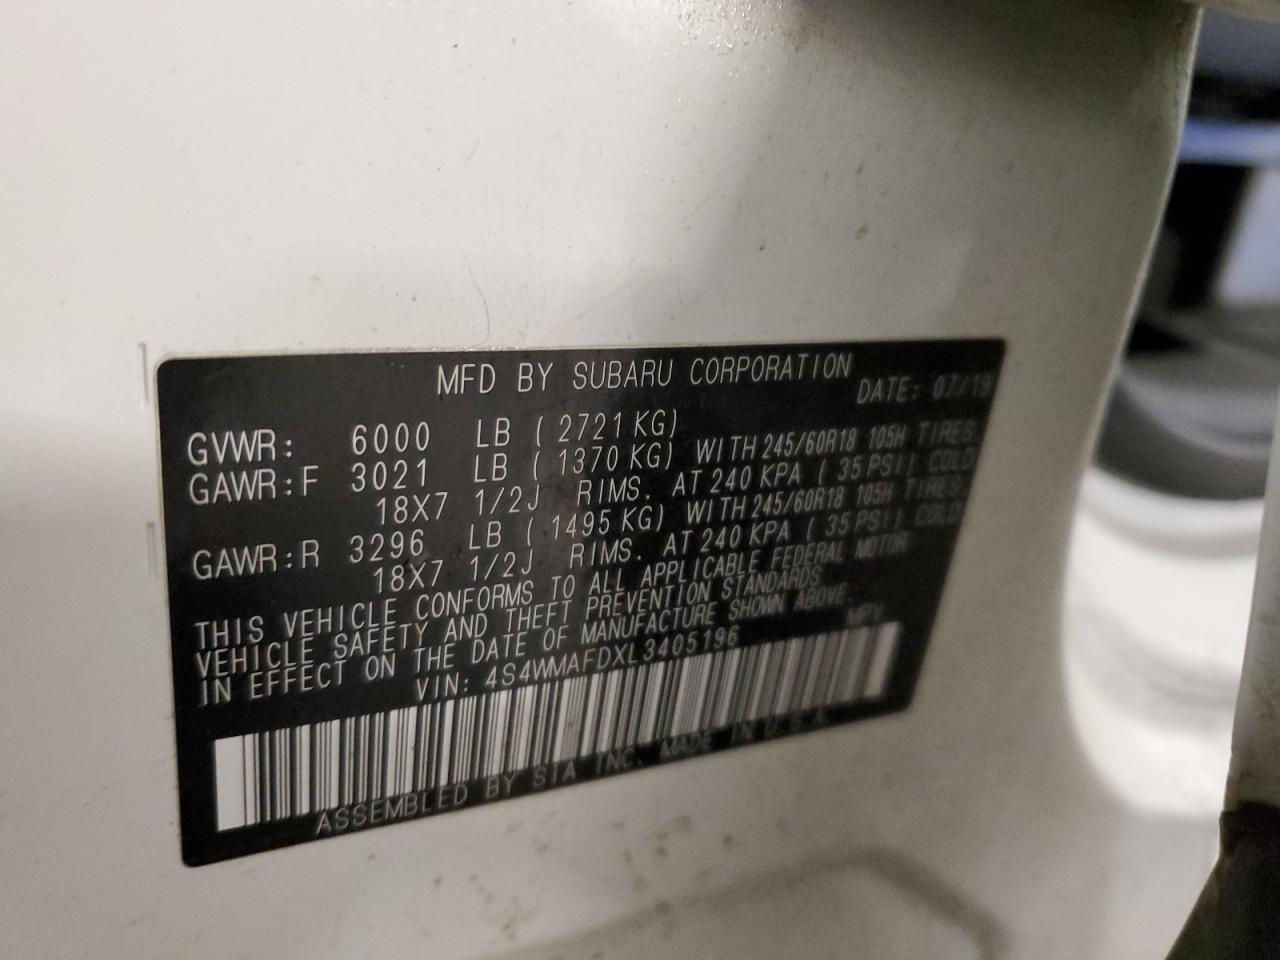 MFD BY SUBARU CORPORATION
DATE: 07/19
GVWR: 6000 LB ( 2721 KG)
GAWR:F 3021 LB ( 1370 KG) WITH 245/60R18 105H TIRES
18X7 1/2J RIMS. AT 240 KPA ( 35 PSI) COLD
GAWR:R 3296 LB ( 1495 KG) WITH 245/60R18 105H TIRES
18X7 1/2J RIMS. AT 240 KPA ( 35 PSI) COLD
THIS VEHICLE CONFORMS TO ALL APPLICABLE FEDERAL MOTOR
VEHICLE SAFETY AND THEFT PREVENTION STANDARDS
IN EFFECT ON THE DATE OF MANUFACTURE SHOWN ABOVE.
VIN: 4S4WMAFDXL3405196 MPV
ASSEMBLED BY SIA INC. MADE IN U.S.A.